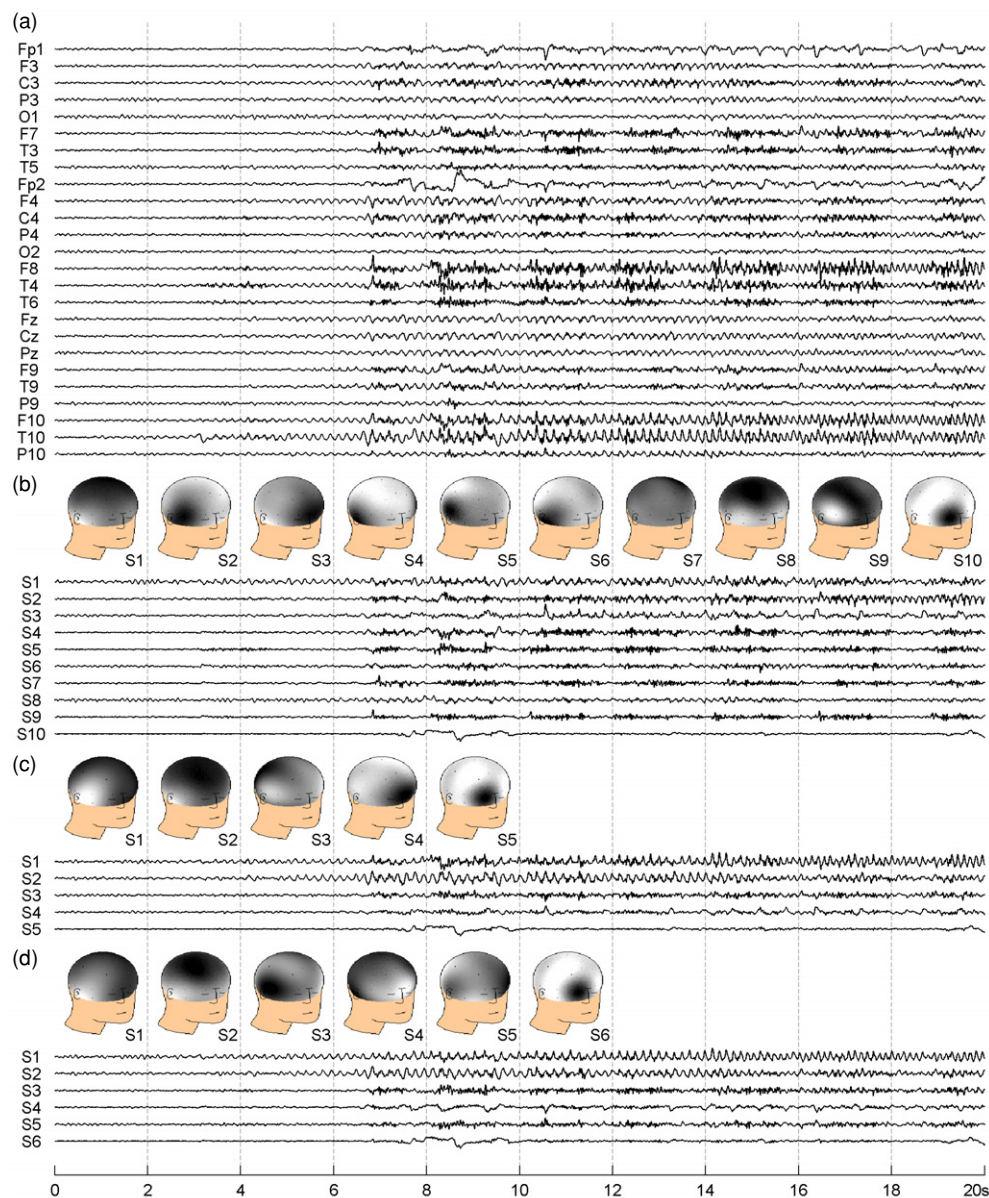 (a)
Fp1
F3
C3
P3
O1
F7
T3
T5
Fp2
F4
C4
P4
O2
F8
T4
T6
Fz
Cz
Pz
F9
T9
P9
F10
T10
P10
(b)
S1 S2 S3 S4 S5 S6 S7 S8 S9 S10
S1
S2
S3
S4
S5
S6
S7
S8
S9
S10
(c)
S1 S2 S3 S4 S5
S1
S2
S3
S4
S5
(d)
S1 S2 S3 S4 S5 S6
S1
S2
S3
S4
S5
S6
0 2 4 6 8 10 12 14 16 18 20s